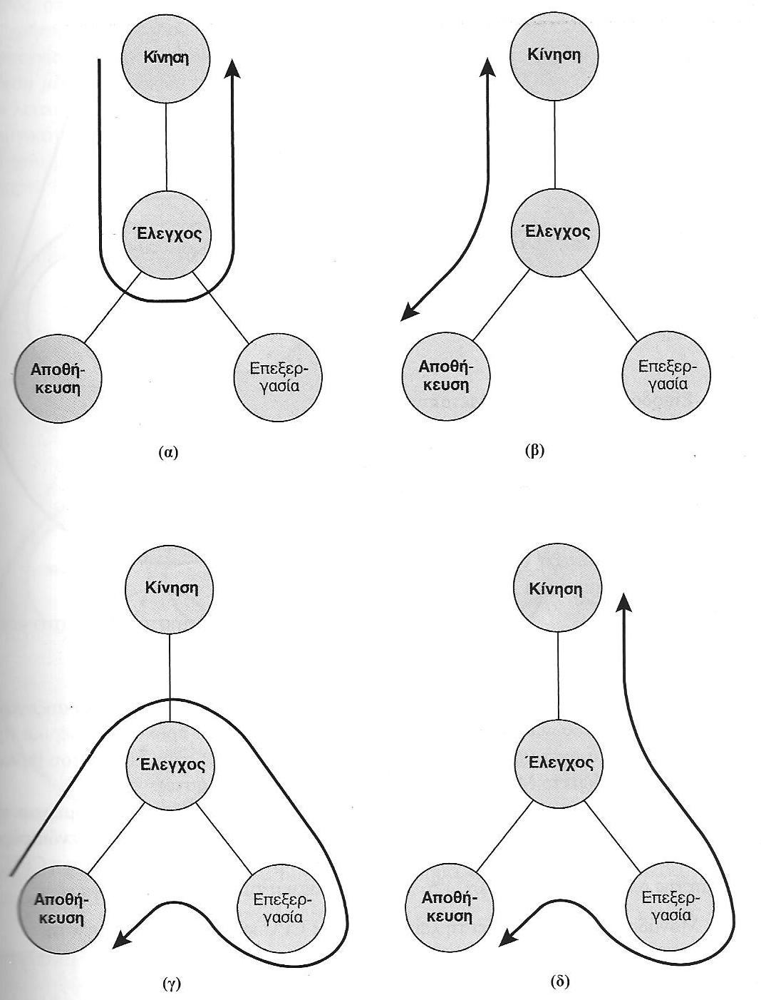 Κίνηση
Κίνηση
Έλεγχος
Έλεγχος
Αποθή-
κευση
Επεξερ-
γασία
Αποθή-
κευση
Επεξερ-
γασία
(α)
(β)
Κίνηση
Κίνηση
Έλεγχος
Έλεγχος
Αποθή-
κευση
Επεξερ-
γασία
Αποθή-
κευση
Επεξερ-
γασία
(γ)
(δ)